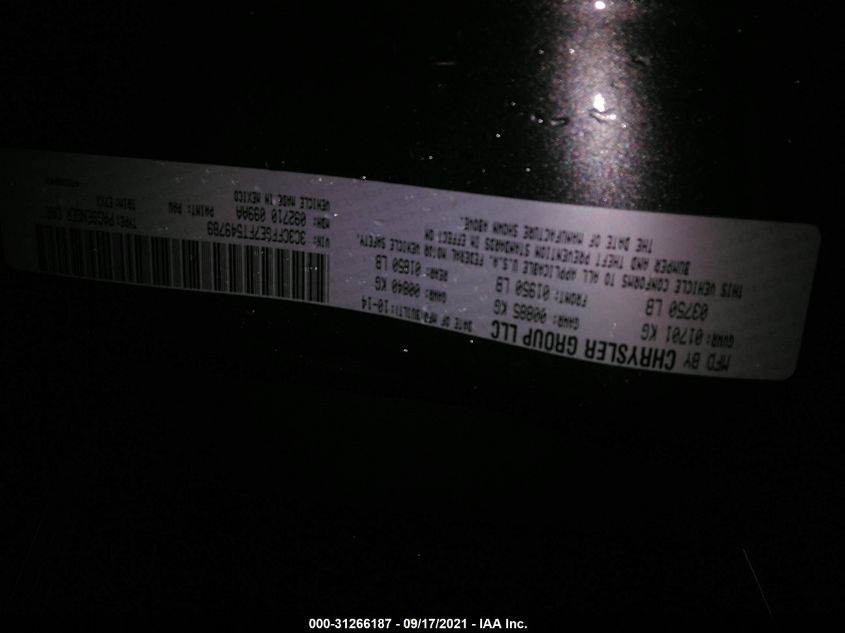 MFD BY CHRYSLER GROUP LLC
DATE OF MFR(BUILT): 10-14
GVWR: 01701 KG
GAWR: 00885 KG
GAWR: 00840 KG
03750 LB
FRONT: 01950 LB
REAR: 01850 LB
THIS VEHICLE CONFORMS TO ALL APPLICABLE U.S.A. FEDERAL MOTOR VEHICLE SAFETY,
BUMPER AND THEFT PREVENTION STANDARDS IN EFFECT ON
THE DATE OF MANUFACTURE SHOWN ABOVE.
VIN: 3C3CFFGE7FT549789
TYPE: PASSENGER CAR
MDH: 092710 099AA
PAINT: PAU
TRIM:
VEHICLE MADE IN MEXICO
000-31266187 - 09/17/2021 - IAA Inc.